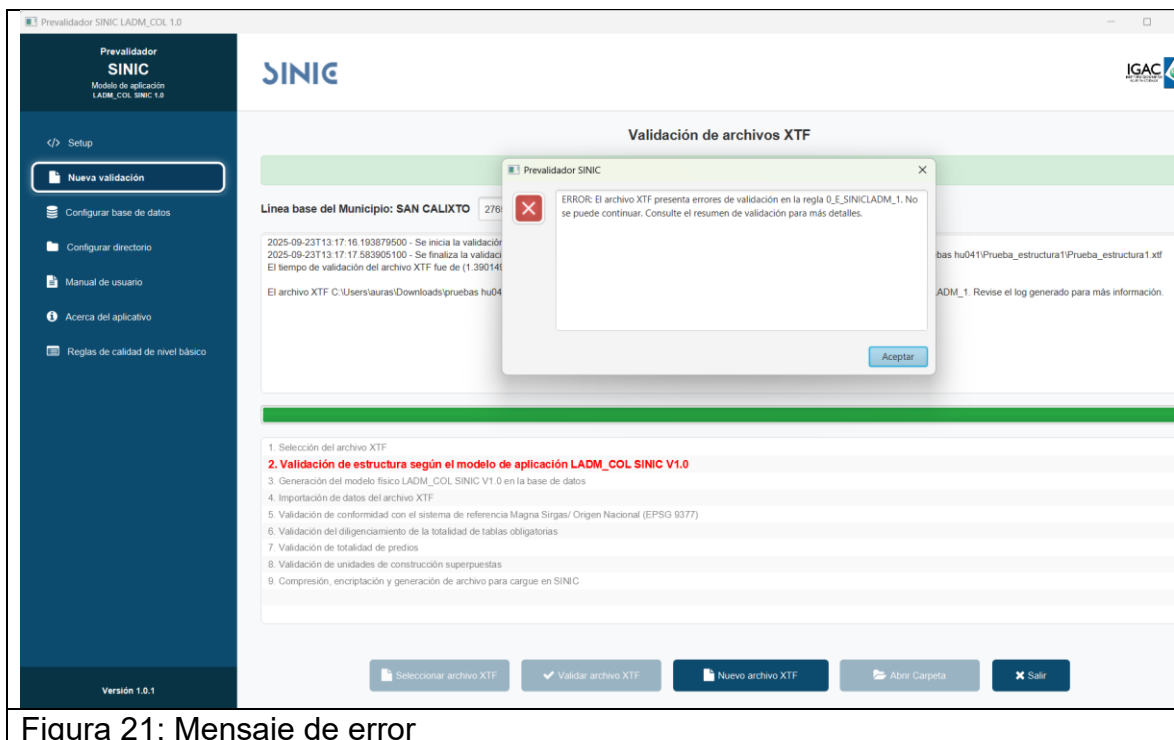 Prevalidador SINIC LADM_COL 1.0
Prevalidador
SINIC
Modelo de aplicación
LADM_COL SINIC 1.0
SINIC
IGAC
</> Setup
Nueva validación
Configurar base de datos
Configurar directorio
Manual de usuario
Acerca del aplicativo
Reglas de calidad de nivel básico
Versión 1.0.1
Validación de archivos XTF
Línea base del Municipio: SAN CALIXTO
2025-09-23T13:17:16.193879500 - Se inicia la validación
2025-09-23T13:17:17.583905100 - Se finaliza la validaci
bas hu041\Prueba_estructura1\Prueba_estructura1.xtf
El tiempo de validación del archivo XTF fue de (1.390149
El archivo XTF C:\Users\auras\Downloads\pruebas hu04
ADM_1. Revise el log generado para más información.
Prevalidador SINIC
ERROR: El archivo XTF presenta errores de validación en la regla 0_E_SINICLADM_1. No
se puede continuar. Consulte el resumen de validación para más detalles.
Aceptar
1. Selección del archivo XTF
2. Validación de estructura según el modelo de aplicación LADM_COL SINIC V1.0
3. Generación del modelo físico LADM_COL SINIC V1.0 en la base de datos
4. Importación de datos del archivo XTF
5. Validación de conformidad con el sistema de referencia Magna Sirgas/ Origen Nacional (EPSG 9377)
6. Validación del diligenciamiento de la totalidad de tablas obligatorias
7. Validación de totalidad de predios
8. Validación de unidades de construcción superpuestas
9. Compresión, encriptación y generación de archivo para cargue en SINIC
Seleccionar archivo XTF
Validar archivo XTF
Nuevo archivo XTF
Abrir Carpeta
Salir
Figura 21: Mensaje de error